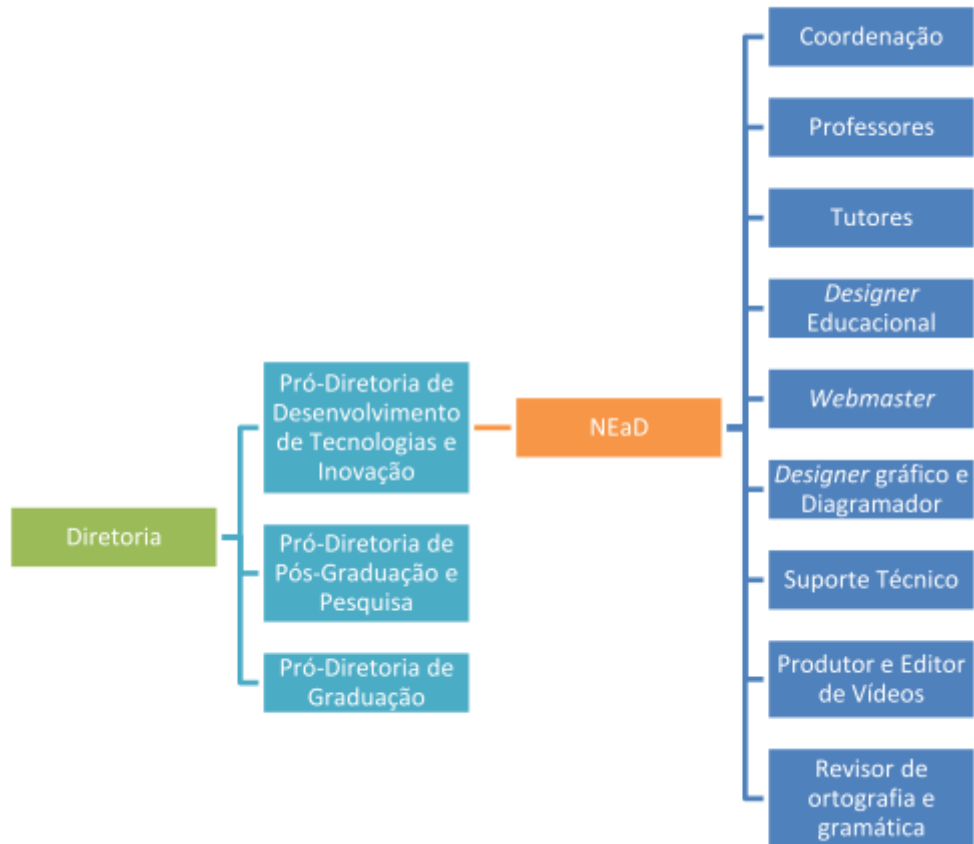 Diretoria
Pró-Diretoria de
Desenvolvimento
de Tecnologias e
Inovação
Pró-Diretoria de
Pós-Graduação e
Pesquisa
Pró-Diretoria de
Graduação
NEaD
Coordenação
Professores
Tutores
Designer
Educacional
Webmaster
Designer gráfico e
Diagramador
Suporte Técnico
Produtor e Editor
de Vídeos
Revisor de
ortografia e
gramática